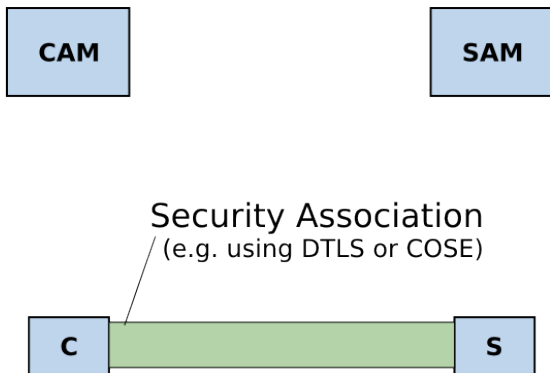 CAM
SAM
Security Association
(e.g. using DTLS or COSE)
C
S